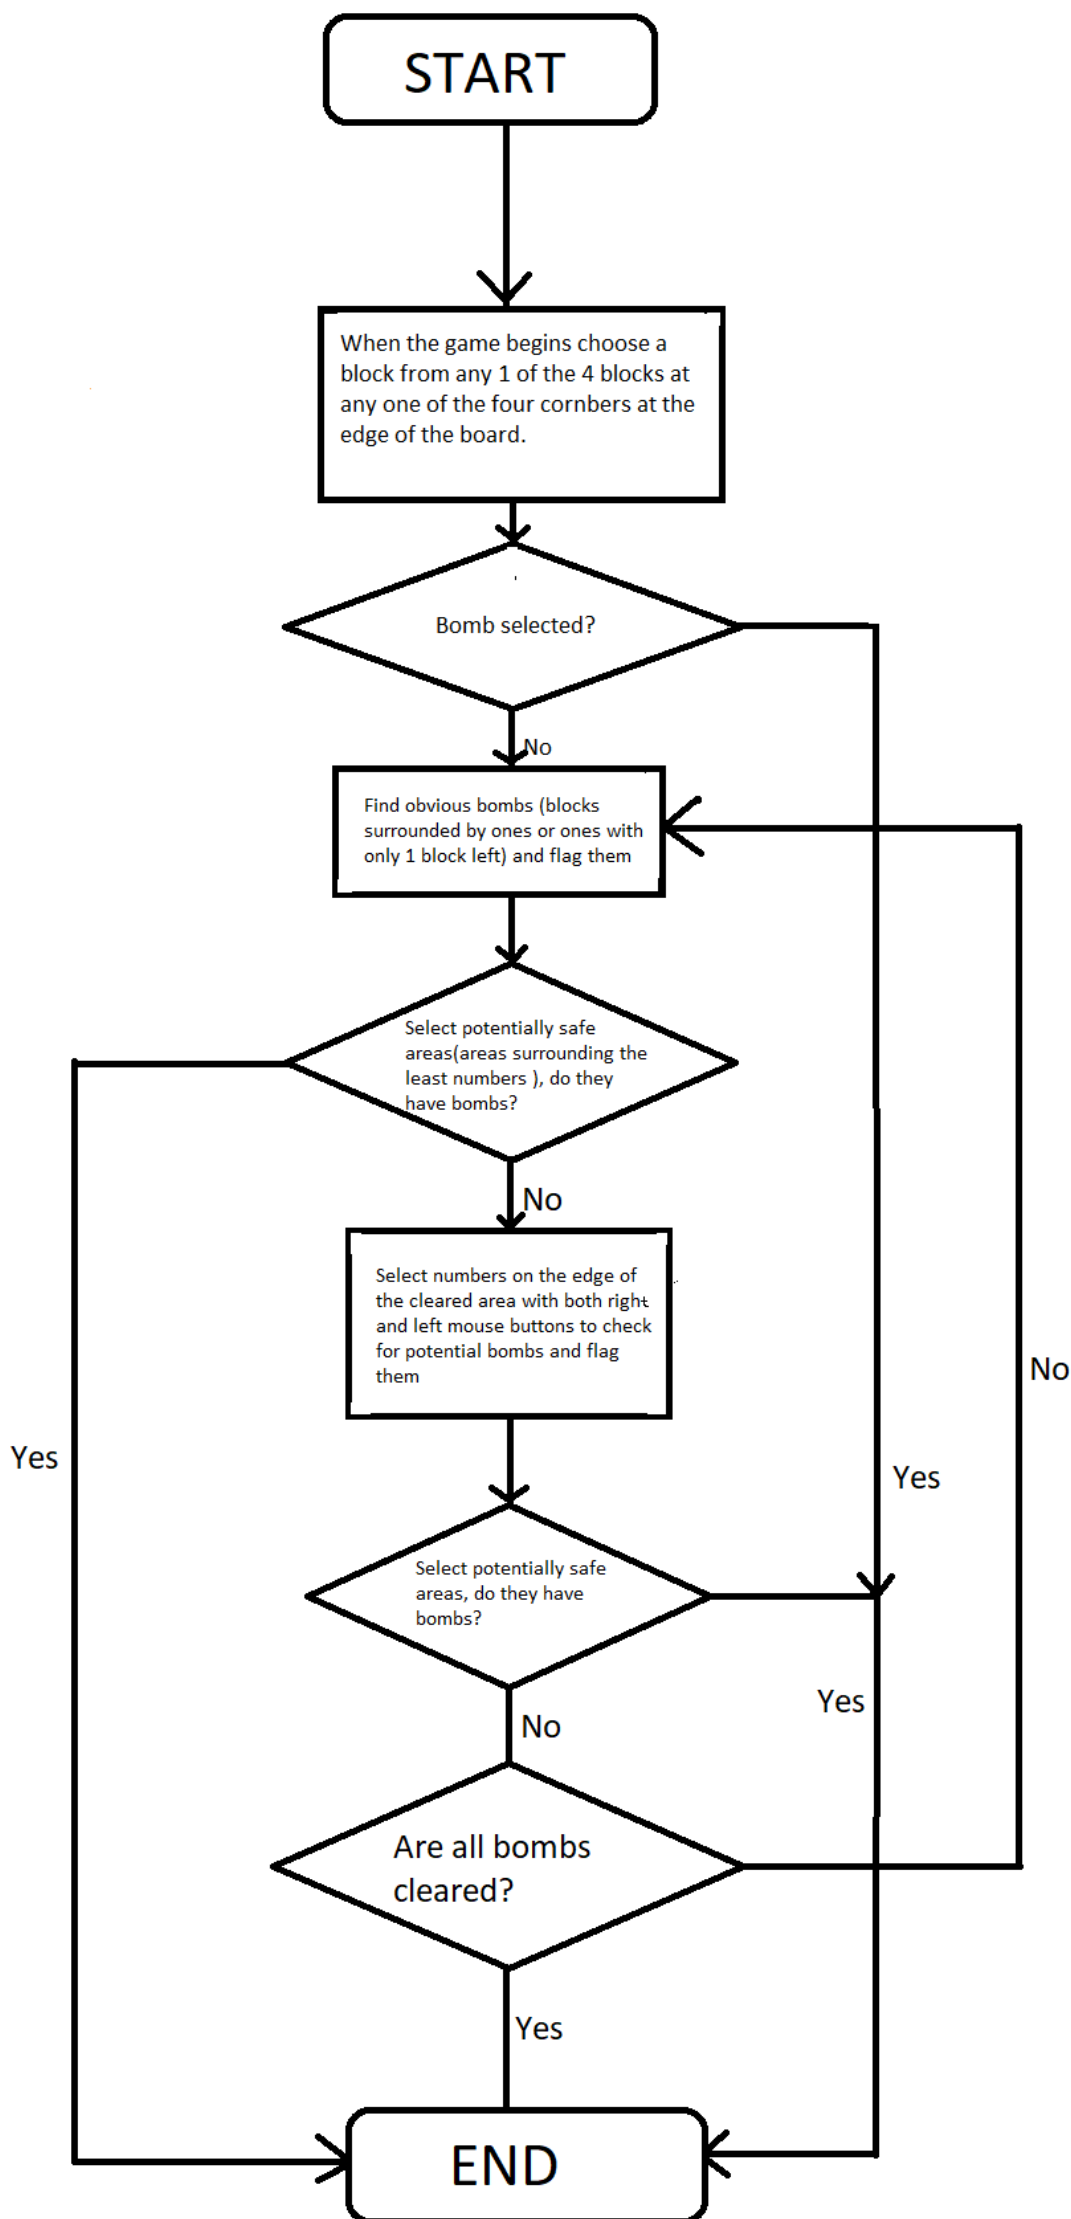 START
When the game begins choose a
block from any 1 of the 4 blocks at
any one of the four cornbers at the
edge of the board.
Bomb selected?
No
Find obvious bombs (blocks
surrounded by ones or ones with
only 1 block left) and flag them
Select potentially safe
areas(areas surrounding the
least numbers ), do they
have bombs?
No
Select numbers on the edge of
the cleared area with both right
and left mouse buttons to check
for potential bombs and flag
them
No
Yes
Yes
Select potentially safe
areas, do they have
bombs?
Yes
No
Are all bombs
cleared?
Yes
END